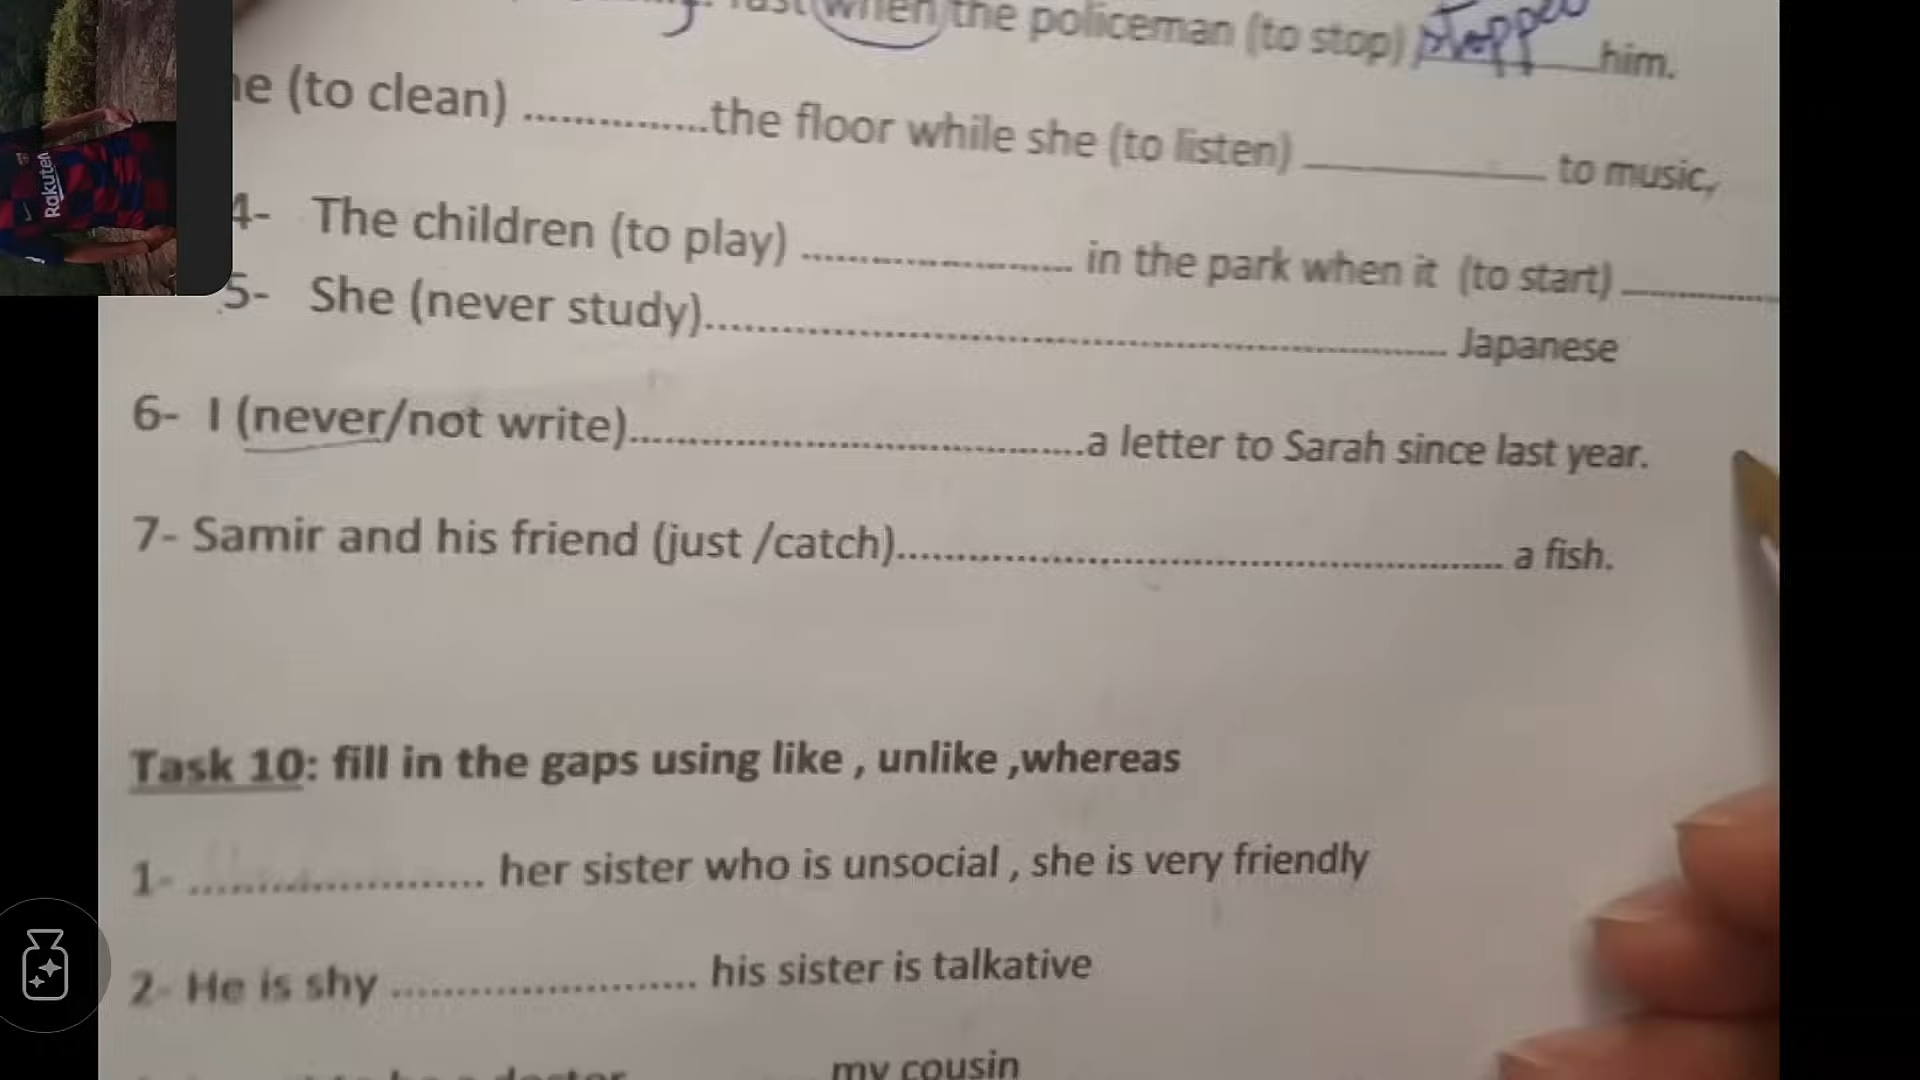 when the policeman (to stop) stopped him.
(to clean) ...............the floor while she (to listen) __________ to music,
4- The children (to play) ........................ in the park when it (to start) ..............
5- She (never study)............................................................ Japanese
6- I (never/not write)........................................a letter to Sarah since last year.
7- Samir and his friend (just /catch)...................................................... a fish.
Task 10: fill in the gaps using like , unlike ,whereas
1- .......................... her sister who is unsocial , she is very friendly
2- He is shy .......................... his sister is talkative
my cousin
Rakuten